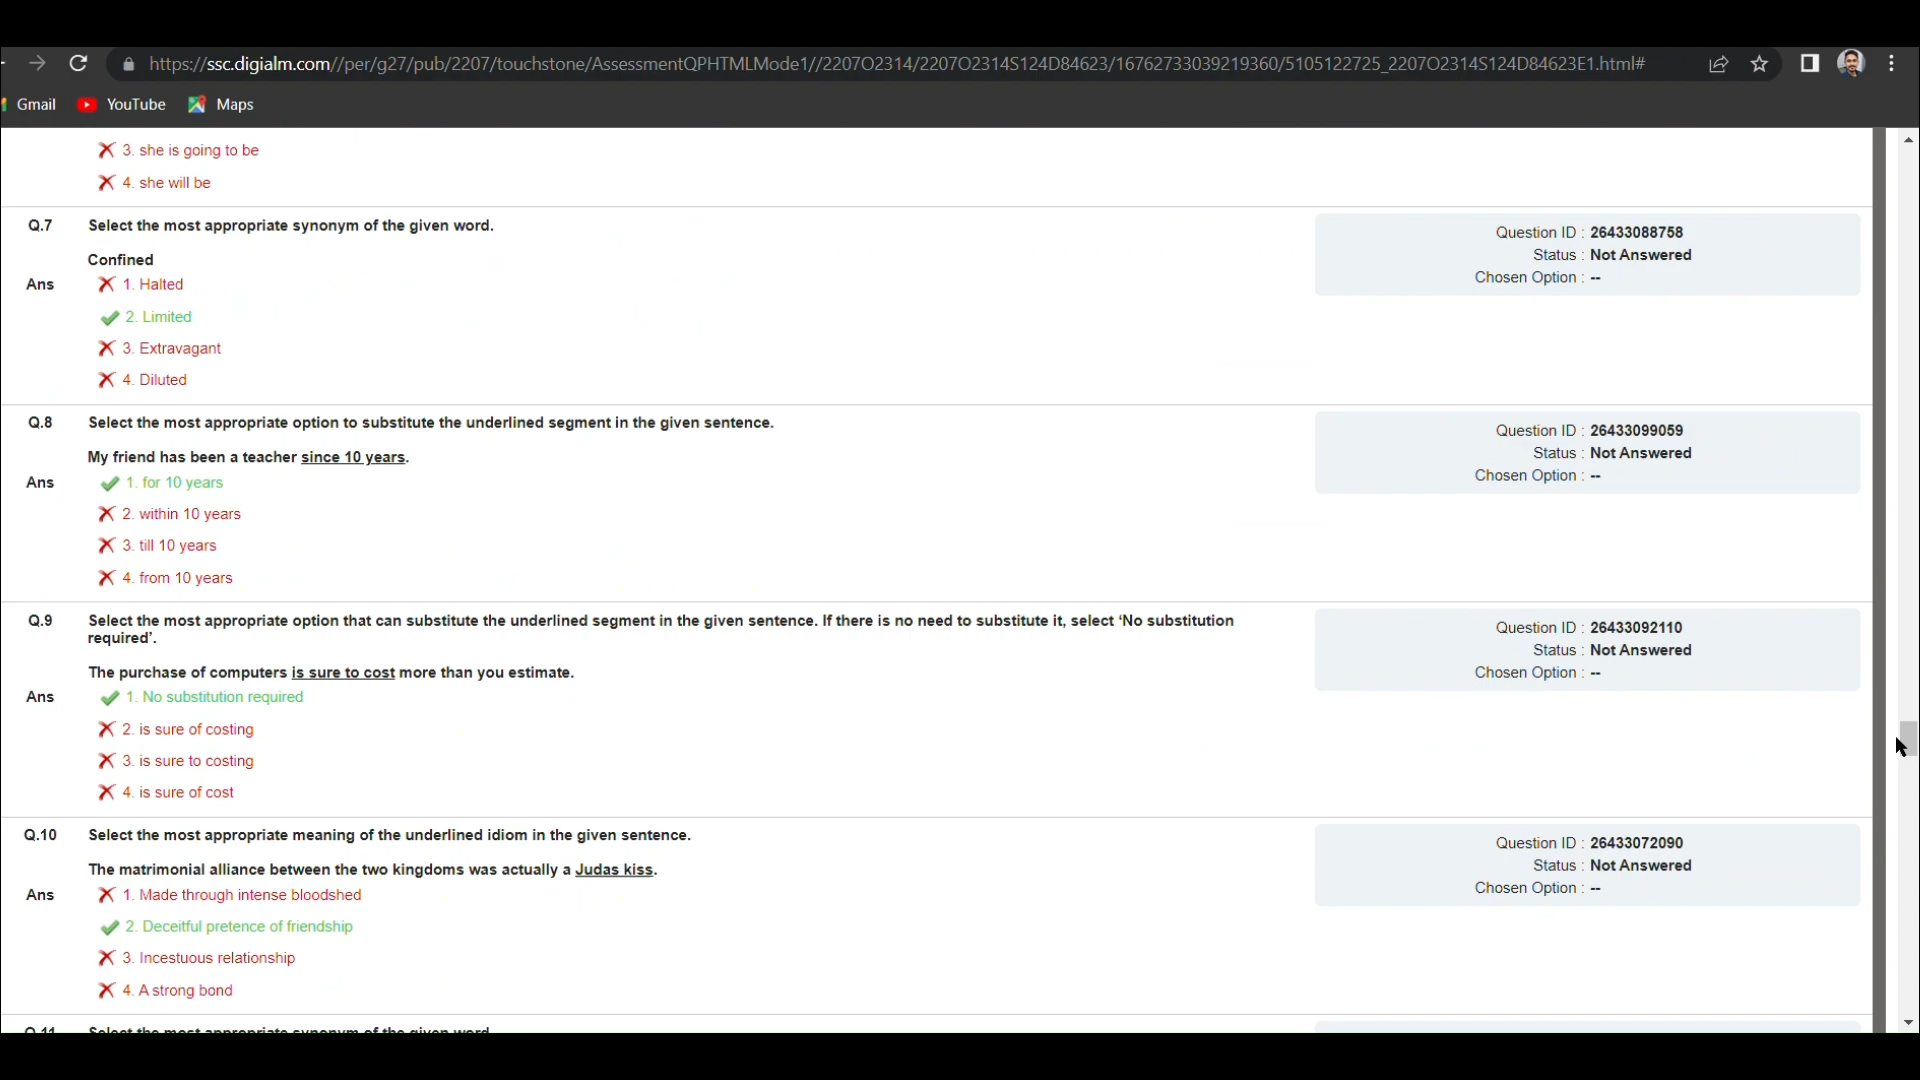 https://ssc.digialm.com//per/g27/pub/2207/touchstone/AssessmentQPHTMLMode1//2207O2314/2207O2314S124D84623/16762733039219360/5105122725_2207O2314S124D84623E1.html#
Gmail YouTube Maps
3. she is going to be
4. she will be
Q.7 Select the most appropriate synonym of the given word.
Question ID : 26433088758
Status : Not Answered
Chosen Option : --
Confined
Ans 1. Halted
2. Limited
3. Extravagant
4. Diluted
Q.8 Select the most appropriate option to substitute the underlined segment in the given sentence.
Question ID : 26433099059
Status : Not Answered
Chosen Option : --
My friend has been a teacher since 10 years.
Ans 1. for 10 years
2. within 10 years
3. till 10 years
4. from 10 years
Q.9 Select the most appropriate option that can substitute the underlined segment in the given sentence. If there is no need to substitute it, select ‘No substitution
required’.
Question ID : 26433092110
Status : Not Answered
Chosen Option : --
The purchase of computers is sure to cost more than you estimate.
Ans 1. No substitution required
2. is sure of costing
3. is sure to costing
4. is sure of cost
Q.10 Select the most appropriate meaning of the underlined idiom in the given sentence.
Question ID : 26433072090
Status : Not Answered
Chosen Option : --
The matrimonial alliance between the two kingdoms was actually a Judas kiss.
Ans 1. Made through intense bloodshed
2. Deceitful pretence of friendship
3. Incestuous relationship
4. A strong bond
Q.11 Select the most appropriate synonym of the given word.